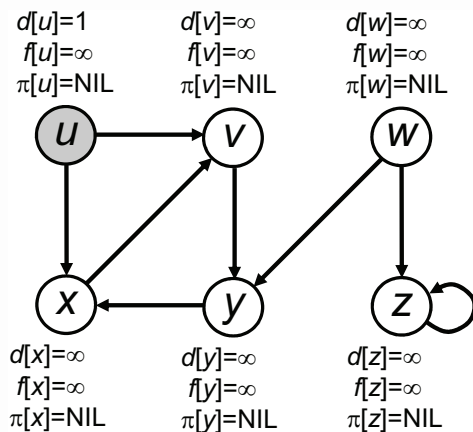 d[u]=1
f[u]=∞
π[u]=NIL
d[v]=∞
f[v]=∞
π[v]=NIL
d[w]=∞
f[w]=∞
π[w]=NIL
u
v
w
x
y
z
d[x]=∞
f[x]=∞
π[x]=NIL
d[y]=∞
f[y]=∞
π[y]=NIL
d[z]=∞
f[z]=∞
π[z]=NIL